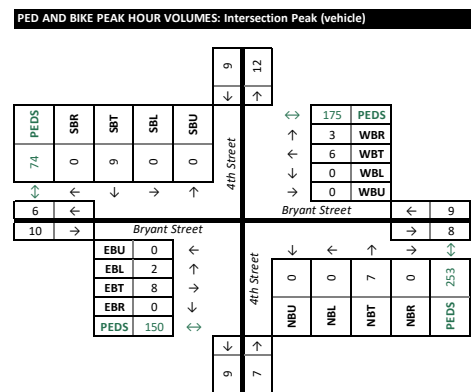 PED AND BIKE PEAK HOUR VOLUMES: Intersection Peak (vehicle)
9 12
↓ ↑
PEDS SBR SBT SBL SBU
74 0 9 0 0
↕ ← ↓ → ↑
4th Street
↔ 175 PEDS
↑ 3 WBR
← 6 WBT
↓ 0 WBL
→ 0 WBU
6 ←
10 →
Bryant Street
Bryant Street
← 9
→ 8
EBU 0 ←
EBL 2 ↑
EBT 8 →
EBR 0 ↓
PEDS 150 ↔
4th Street
↓ ← ↑ → ↕
0 0 7 0 253
NBU NBL NBT NBR PEDS
↓ ↑
9 7